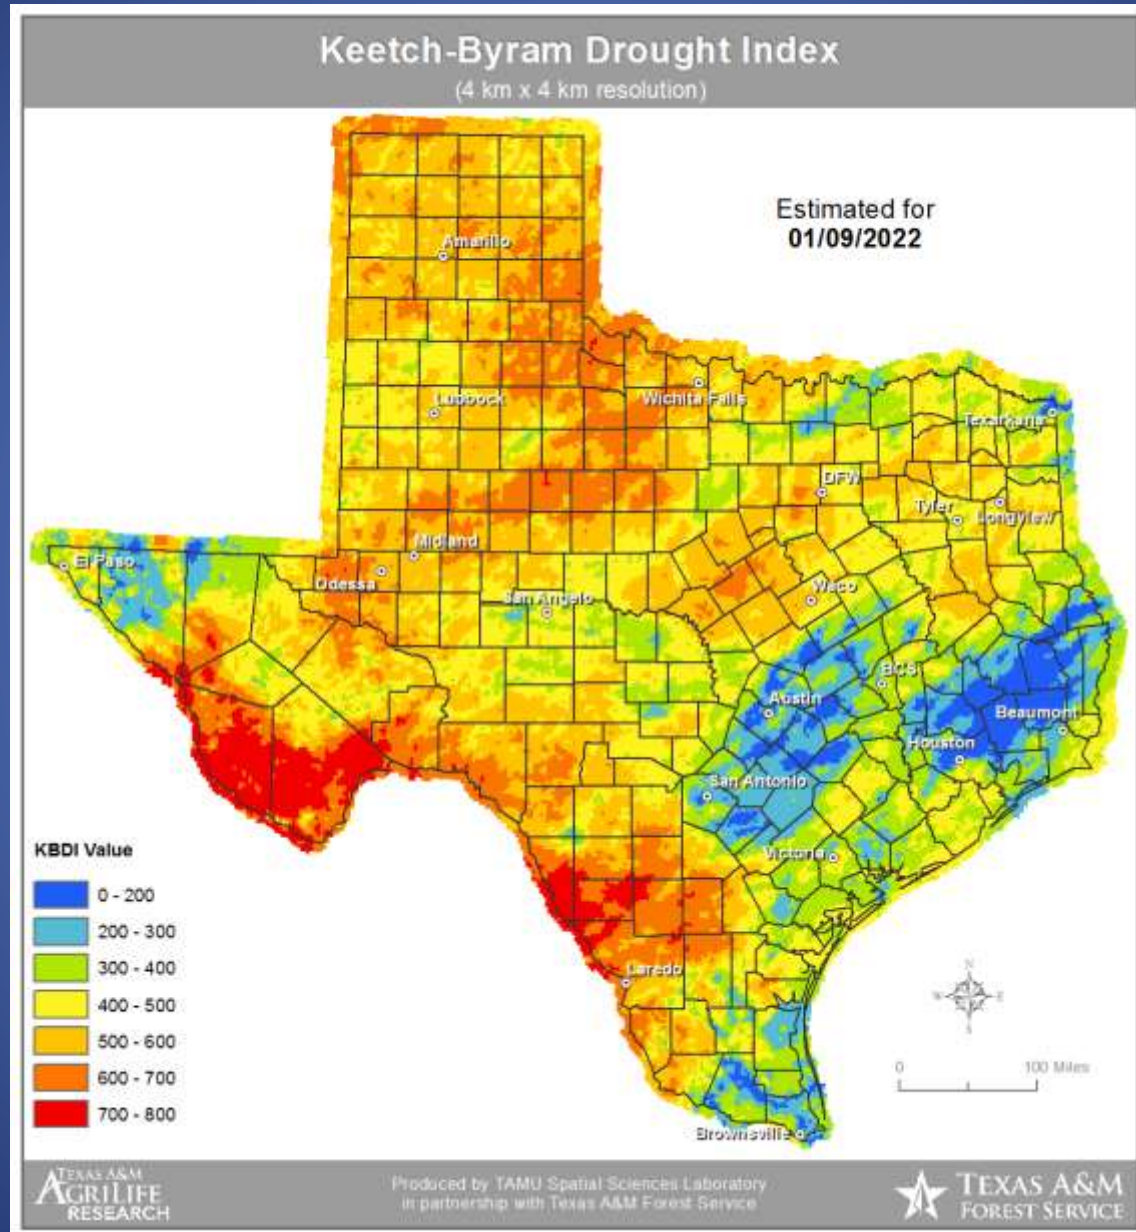 Keetch-Byram Drought Index
(4 km x 4 km resolution)
Estimated for
01/09/2022
Amarillo
Lubbock
Wichita Falls
Texarkana
DFW
Tyler
Longview
El Paso
Midland
Odessa
San Angelo
Waco
BCS
Austin
Beaumont
Houston
San Antonio
Victoria
Laredo
Brownsville
KBDI Value
0 - 200
200 - 300
300 - 400
400 - 500
500 - 600
600 - 700
700 - 800
N
W E
S
0 100 Miles
TEXAS A&M
AGRILIFE
RESEARCH
Produced by TAMU Spatial Sciences Laboratory
in partnership with Texas A&M Forest Service
TEXAS A&M
FOREST SERVICE